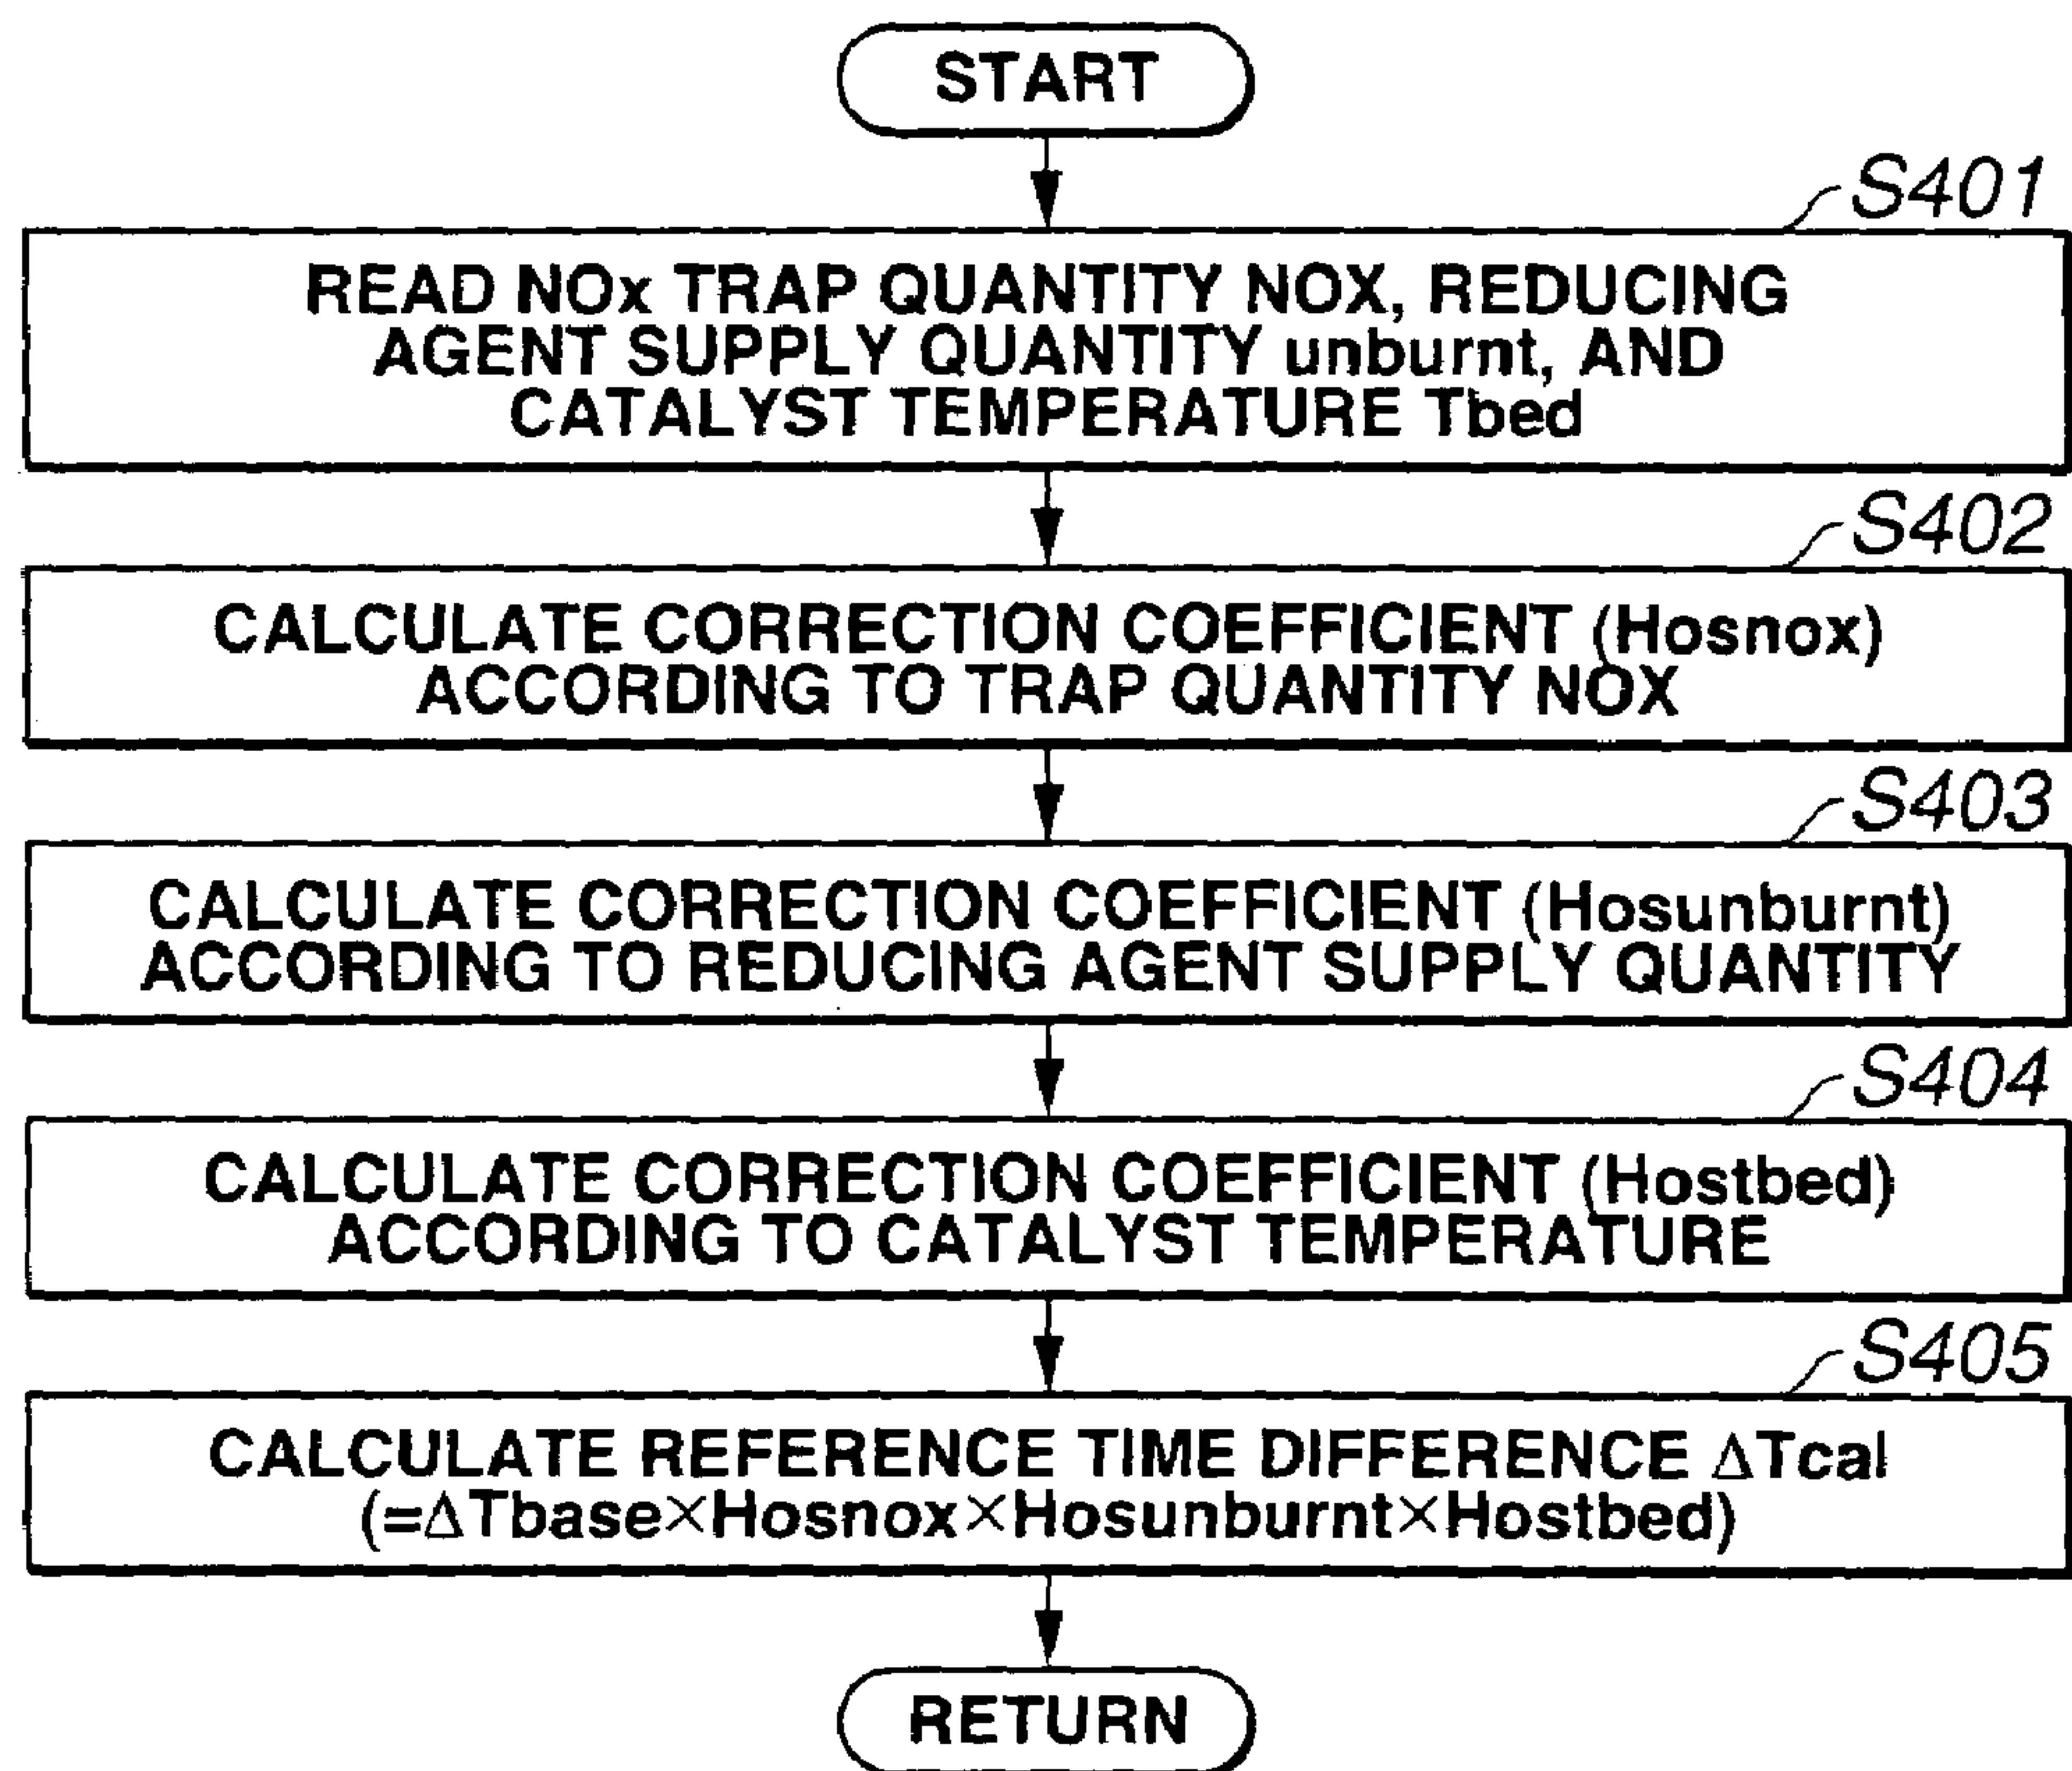 START
S401
READ NOx TRAP QUANTITY NOX, REDUCING
AGENT SUPPLY QUANTITY unburnt, AND
CATALYST TEMPERATURE Tbed
S402
CALCULATE CORRECTION COEFFICIENT (Hosnox)
ACCORDING TO TRAP QUANTITY NOX
S403
CALCULATE CORRECTION COEFFICIENT (Hosunburnt)
ACCORDING TO REDUCING AGENT SUPPLY QUANTITY
S404
CALCULATE CORRECTION COEFFICIENT (Hostbed)
ACCORDING TO CATALYST TEMPERATURE
S405
CALCULATE REFERENCE TIME DIFFERENCE ΔTcal
(=ΔTbase×Hosnox×Hosunburnt×Hostbed)
RETURN